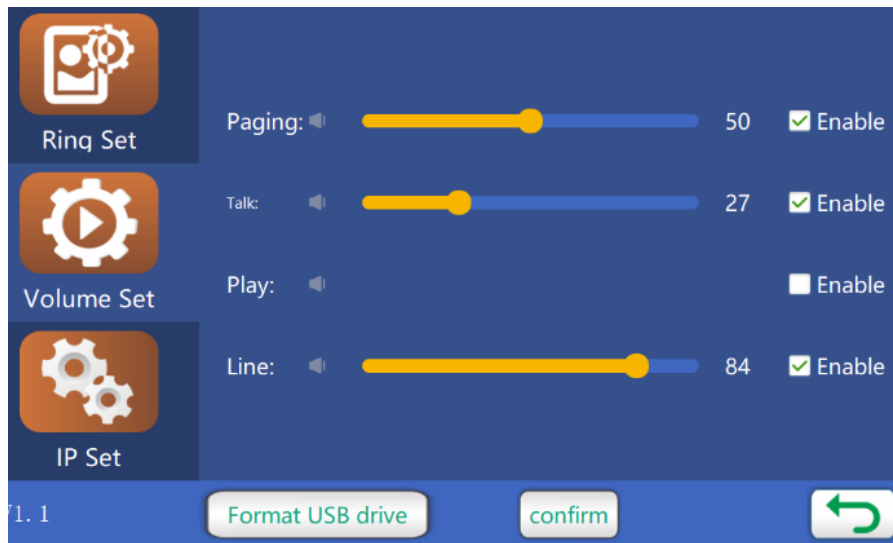 Ring Set
Paging: 50 Enable
Talk: 27 Enable
Volume Set
Play: Enable
Line: 84 Enable
IP Set
V1.1
Format USB drive
confirm